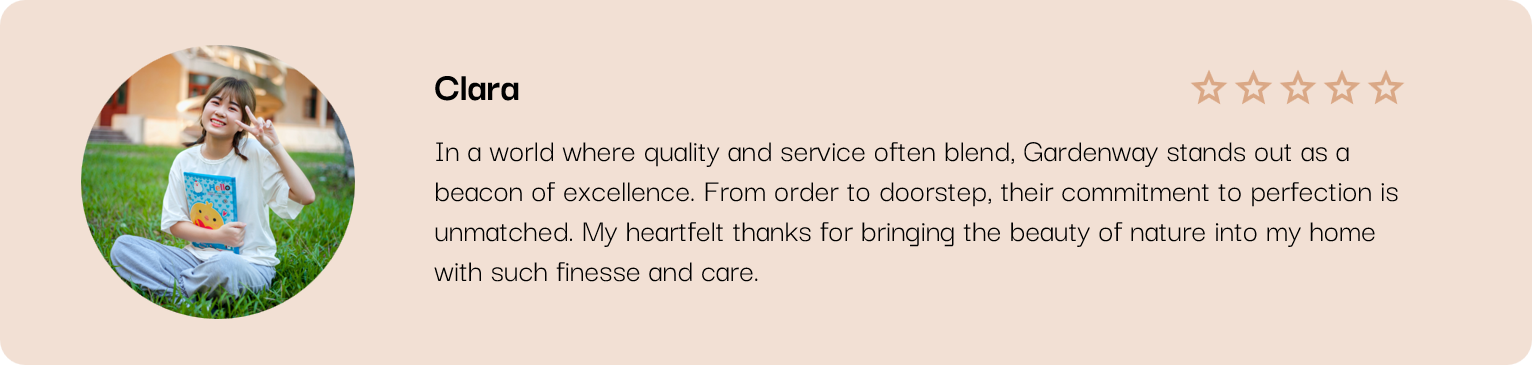 Clara
In a world where quality and service often blend, Gardenway stands out as a
beacon of excellence. From order to doorstep, their commitment to perfection is
unmatched. My heartfelt thanks for bringing the beauty of nature into my home
with such finesse and care.
Hello